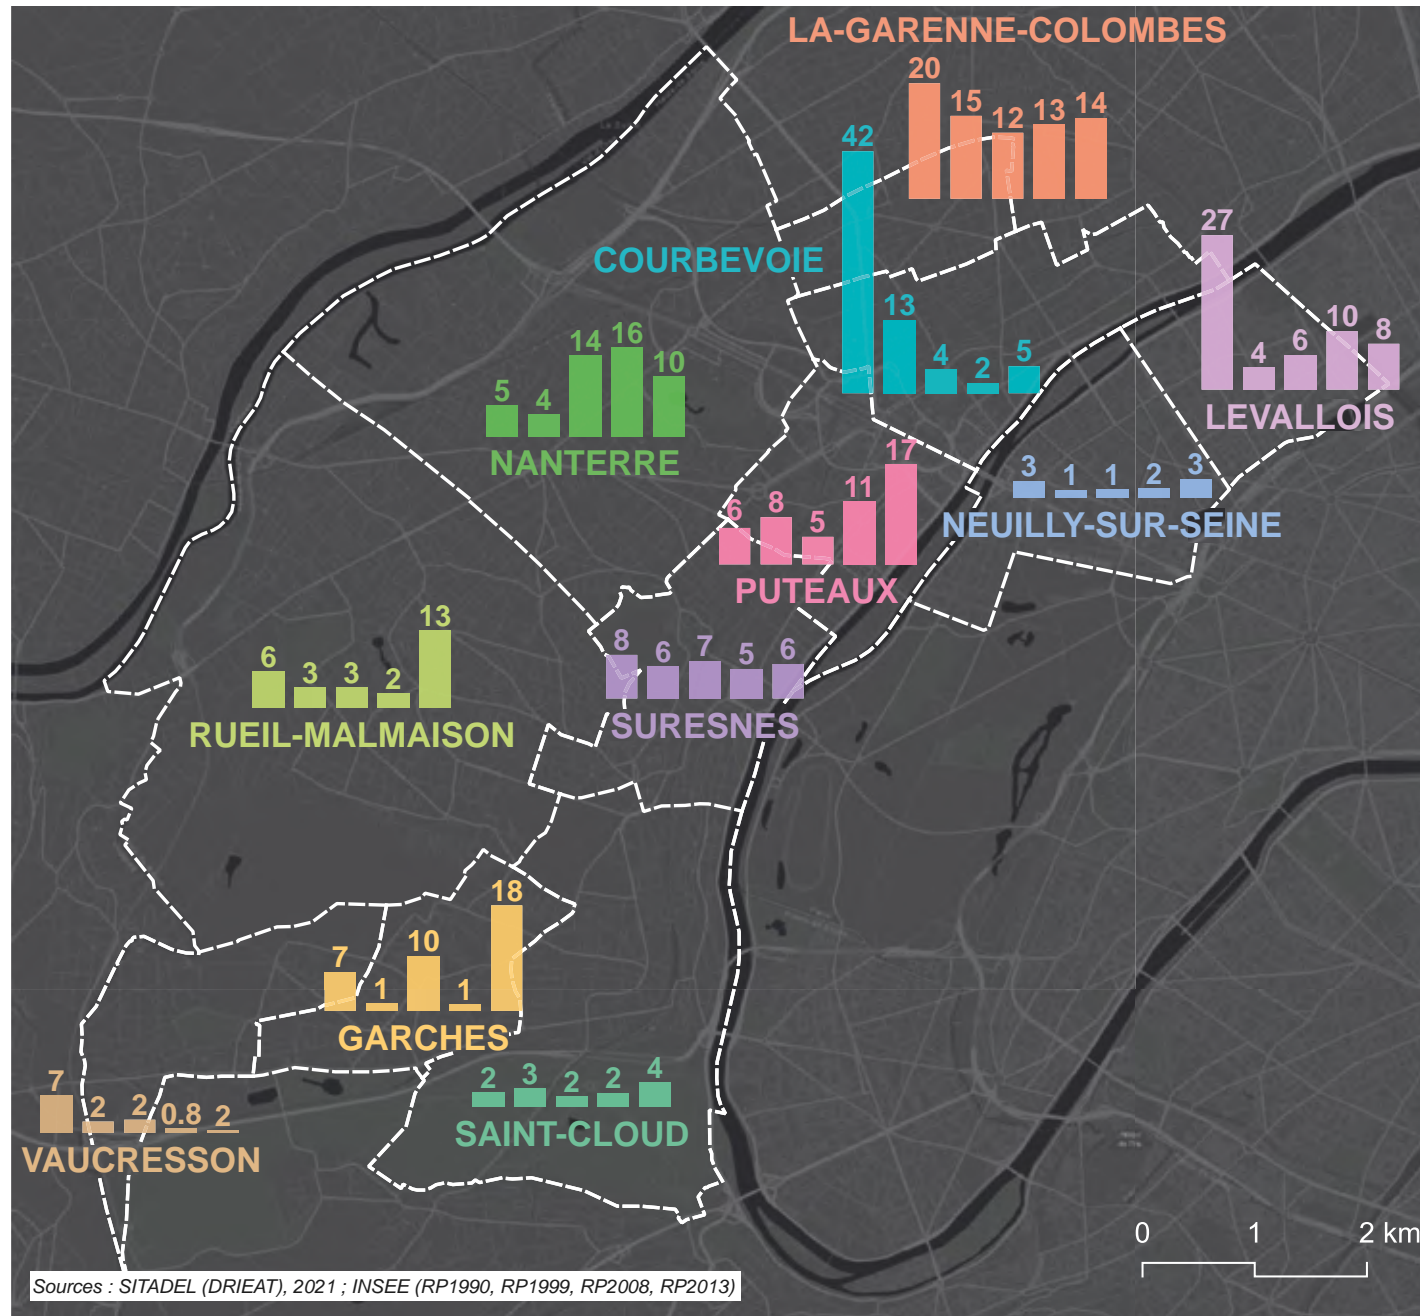 LA-GARENNE-COLOMBES
20 15 12 13 14
COURBEVOIE
42 13 4 2 5
27 4 6 10 8
LEVALLOIS
5 4 14 16 10
NANTERRE
3 1 1 2 3
NEUILLY-SUR-SEINE
6 8 5 11 17
PUTEAUX
6 3 3 2 13
RUEIL-MALMAISON
8 6 7 5 6
SURESNES
7 1 10 1 18
GARCHES
2 3 2 2 4
SAINT-CLOUD
7 2 2 0.8 2
VAUCRESSON
0 1 2 km
Sources : SITADEL (DRIEAT), 2021 ; INSEE (RP1990, RP1999, RP2008, RP2013)